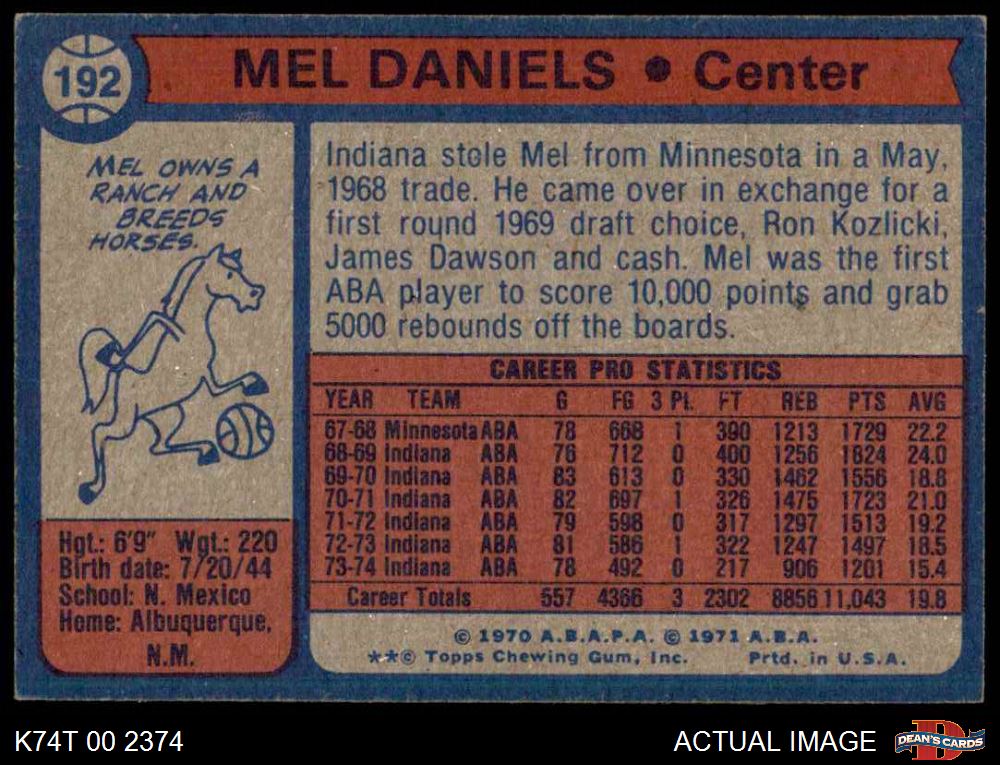 192
MEL DANIELS • Center
MEL OWNS A
RANCH AND
BREEDS
HORSES.
Indiana stole Mel from Minnesota in a May,
1968 trade. He came over in exchange for a
first round 1969 draft choice, Ron Kozlicki,
James Dawson and cash. Mel was the first
ABA player to score 10,000 points and grab
5000 rebounds off the boards.
CAREER PRO STATISTICS
YEAR TEAM G FG 3 Pt. FT REB PTS AVG
67-68 Minnesota ABA 78 668 1 390 1213 1729 22.2
68-69 Indiana ABA 76 712 0 400 1256 1824 24.0
69-70 Indiana ABA 83 613 0 330 1462 1556 18.8
70-71 Indiana ABA 82 697 1 326 1475 1723 21.0
71-72 Indiana ABA 79 598 0 317 1297 1513 19.2
72-73 Indiana ABA 81 586 1 322 1247 1497 18.5
73-74 Indiana ABA 78 492 0 217 906 1201 15.4
Career Totals 557 4366 3 2302 8856 11,043 19.8
Hgt.: 6'9" Wgt.: 220
Birth date: 7/20/44
School: N. Mexico
Home: Albuquerque,
N.M.
© 1970 A.B.A.P.A. © 1971 A.B.A.
★★© Topps Chewing Gum, Inc. Prtd. in U.S.A.
K74T 00 2374
ACTUAL IMAGE
DEAN'S CARDS